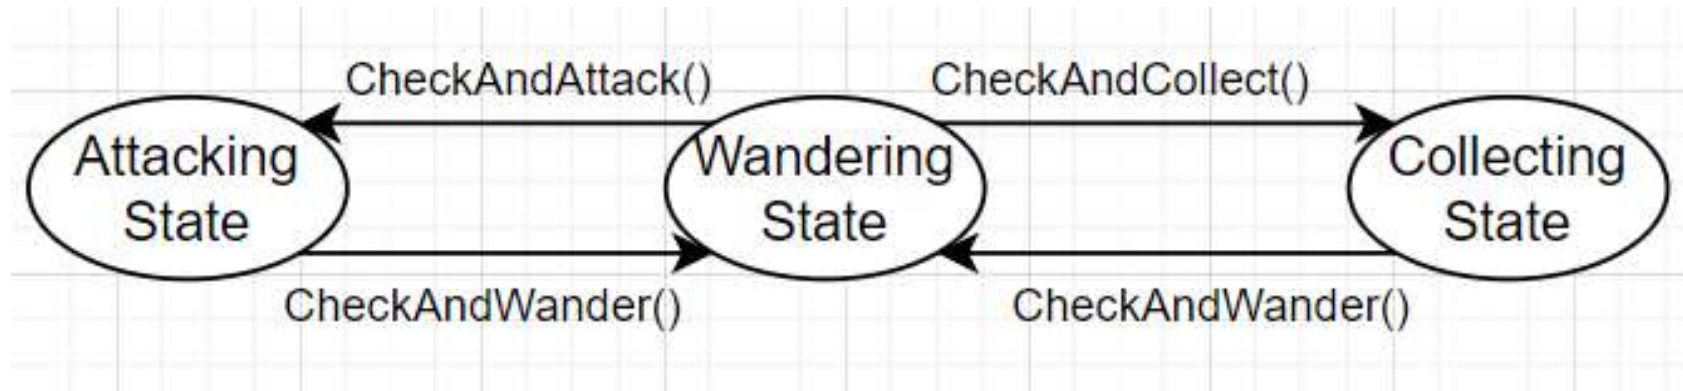 CheckAndAttack()
CheckAndCollect()
Attacking
State
Wandering
State
Collecting
State
CheckAndWander()
CheckAndWander()